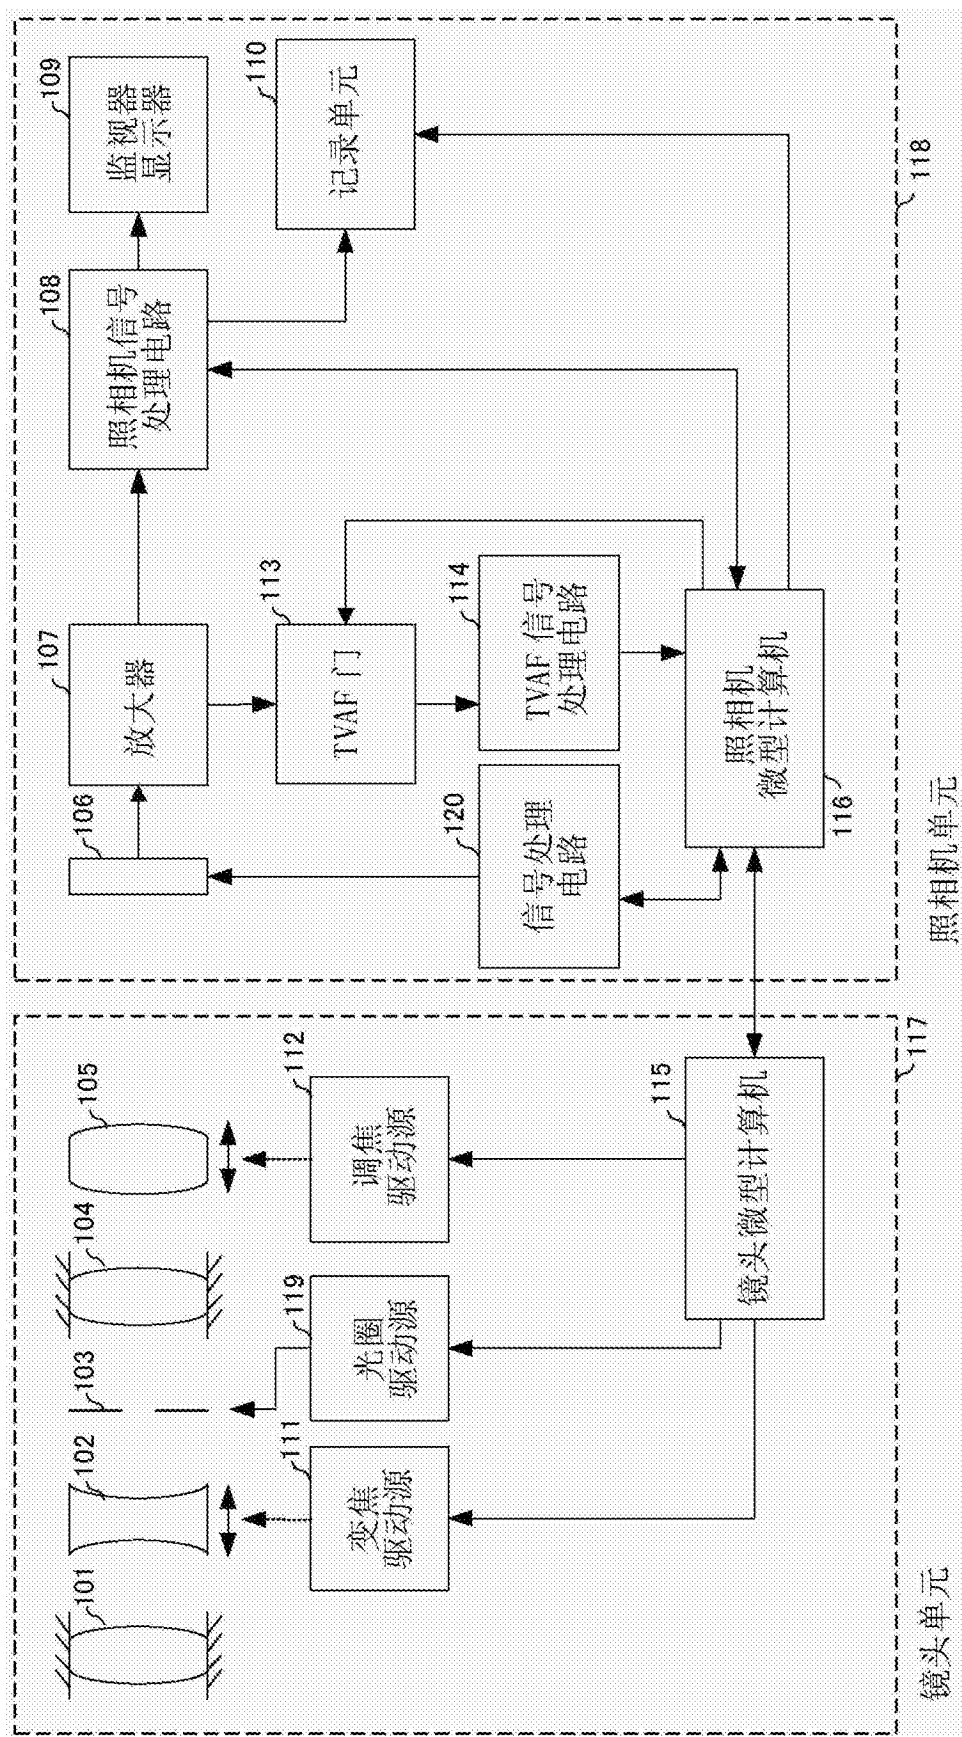 101
102
103
104
105
111
变焦
驱动源
119
光圈
驱动源
112
调焦
驱动源
115
镜头微型计算机
117
镜头单元
106
107
放大器
108
照相机信号
处理电路
109
监视器
显示器
110
记录单元
113
TVAF 门
114
TVAF 信号
处理电路
120
信号处理
电路
116
照相机
微型计算机
118
照相机单元